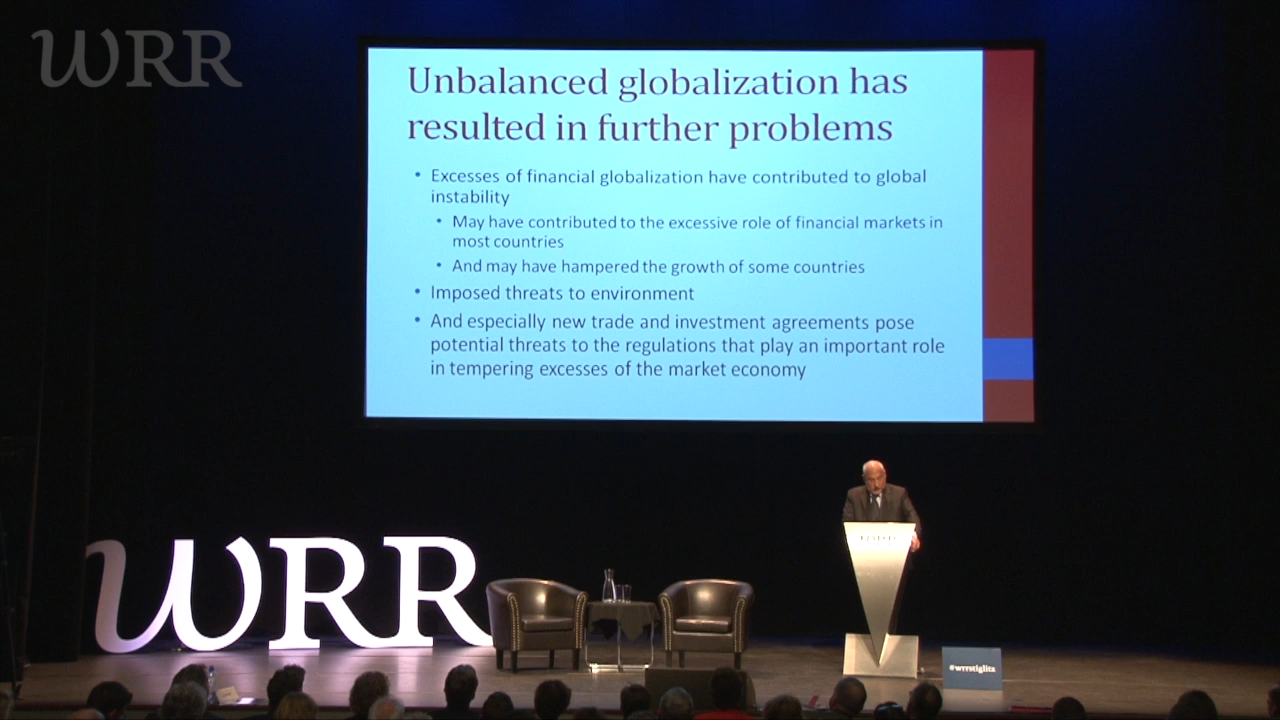 WRR
Unbalanced globalization has
resulted in further problems
• Excesses of financial globalization have contributed to global
instability
• May have contributed to the excessive role of financial markets in
most countries
• And may have hampered the growth of some countries
• Imposed threats to environment
• And especially new trade and investment agreements pose
potential threats to the regulations that play an important role
in tempering excesses of the market economy
WRR
#wrrstiglitz